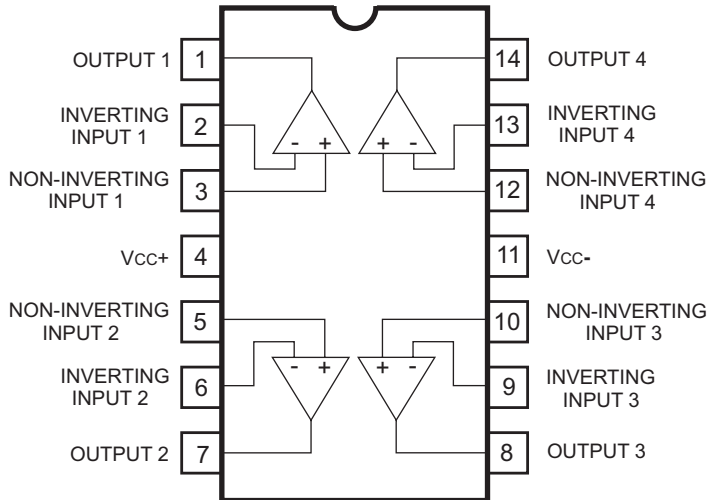 OUTPUT 1 1 14 OUTPUT 4
INVERTING
INPUT 1 2 13 INVERTING
INPUT 4
- + + -
NON-INVERTING
INPUT 1 3 12 NON-INVERTING
INPUT 4
Vcc+ 4 11 Vcc-
NON-INVERTING
INPUT 2 5 10 NON-INVERTING
INPUT 3
- + + -
INVERTING
INPUT 2 6 9 INVERTING
INPUT 3
OUTPUT 2 7 8 OUTPUT 3